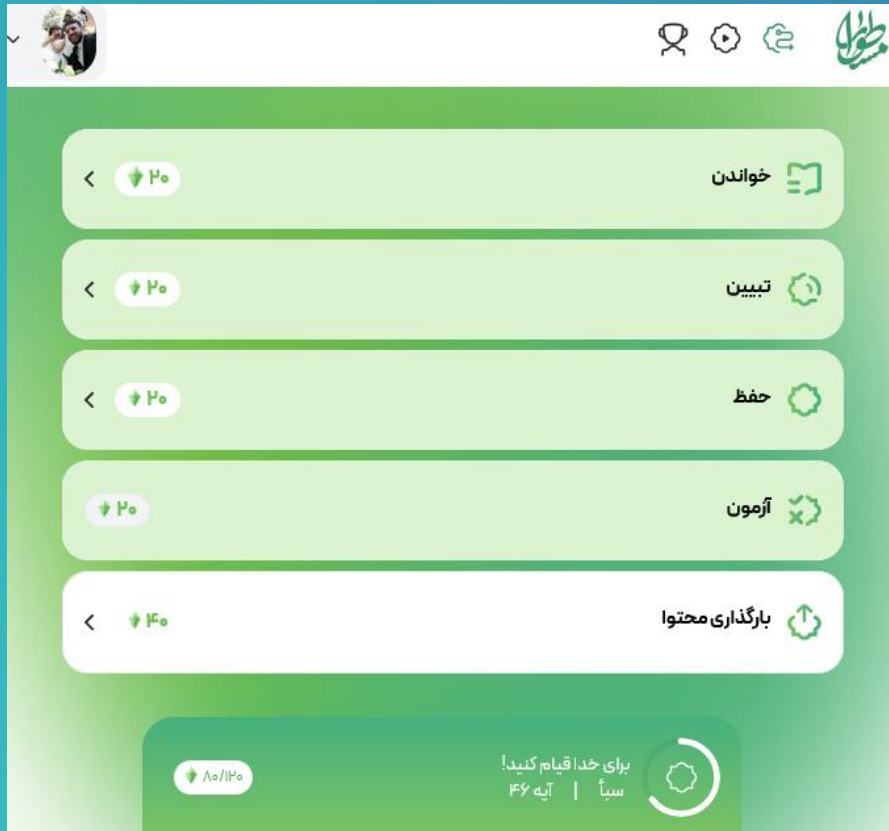 خواندن
۲۰
تبیین
۲۰
حفظ
۲۰
آزمون
۲۰
بارگذاری محتوا
۴۰
برای خدا قیام کنید!
سبأ | آیه ۴۶
۸۰/۱۲۰